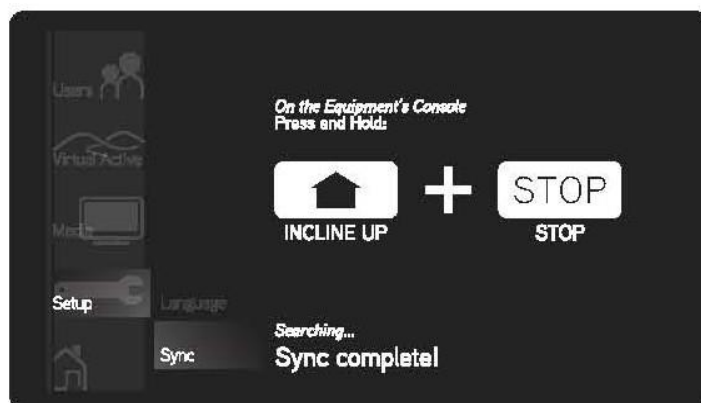 Users
Virtual Active
Media
Setup
Language
Sync
On the Equipment's Console
Press and Hold:
STOP
INCLINE UP
STOP
Searching...
Sync complete!